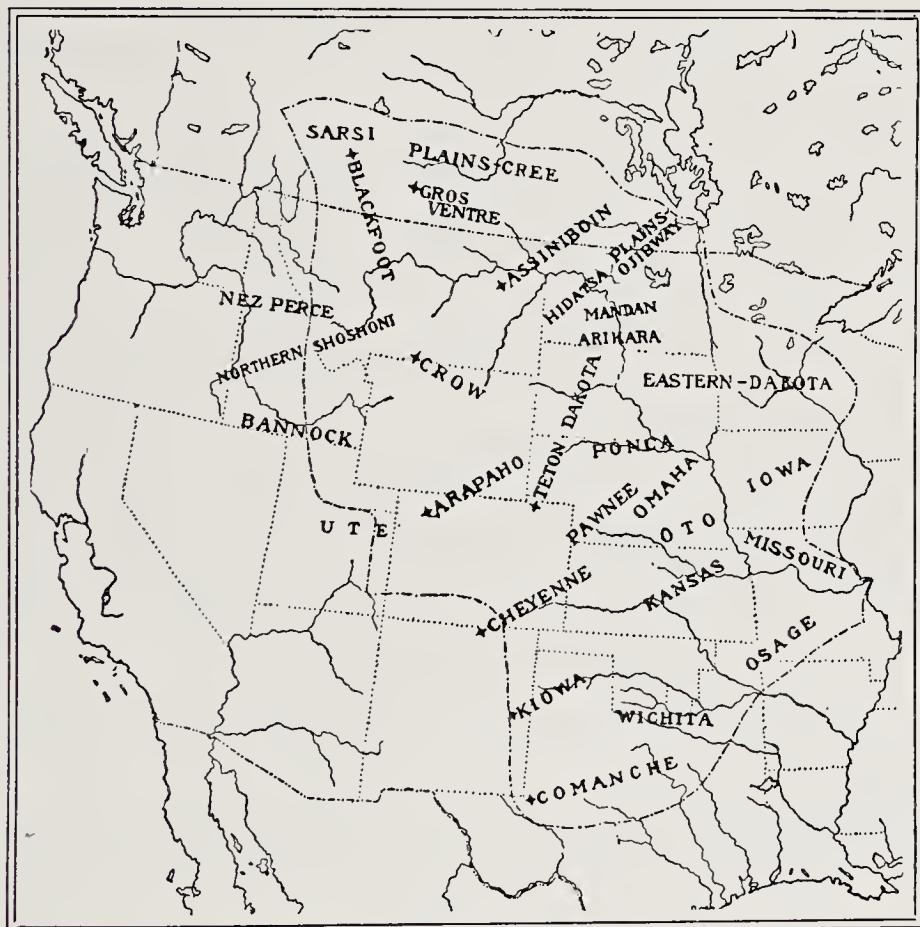 SARSI
PLAINS-CREE
BLACKFOOT
GROS
VENTRE
ASSINIBOIN
PLAINS-
OJIBWAY
HIDATSA
MANDAN
ARIKARA
NEZ PERCE
NORTHERN SHOSHONI
CROW
TETON-DAKOTA
EASTERN-DAKOTA
BANNOCK
PONCA
ARAPAHO
PAWNEE
OMAHA
IOWA
UTE
OTO
MISSOURI
KANSAS
CHEYENNE
OSAGE
KIOWA
WICHITA
COMANCHE